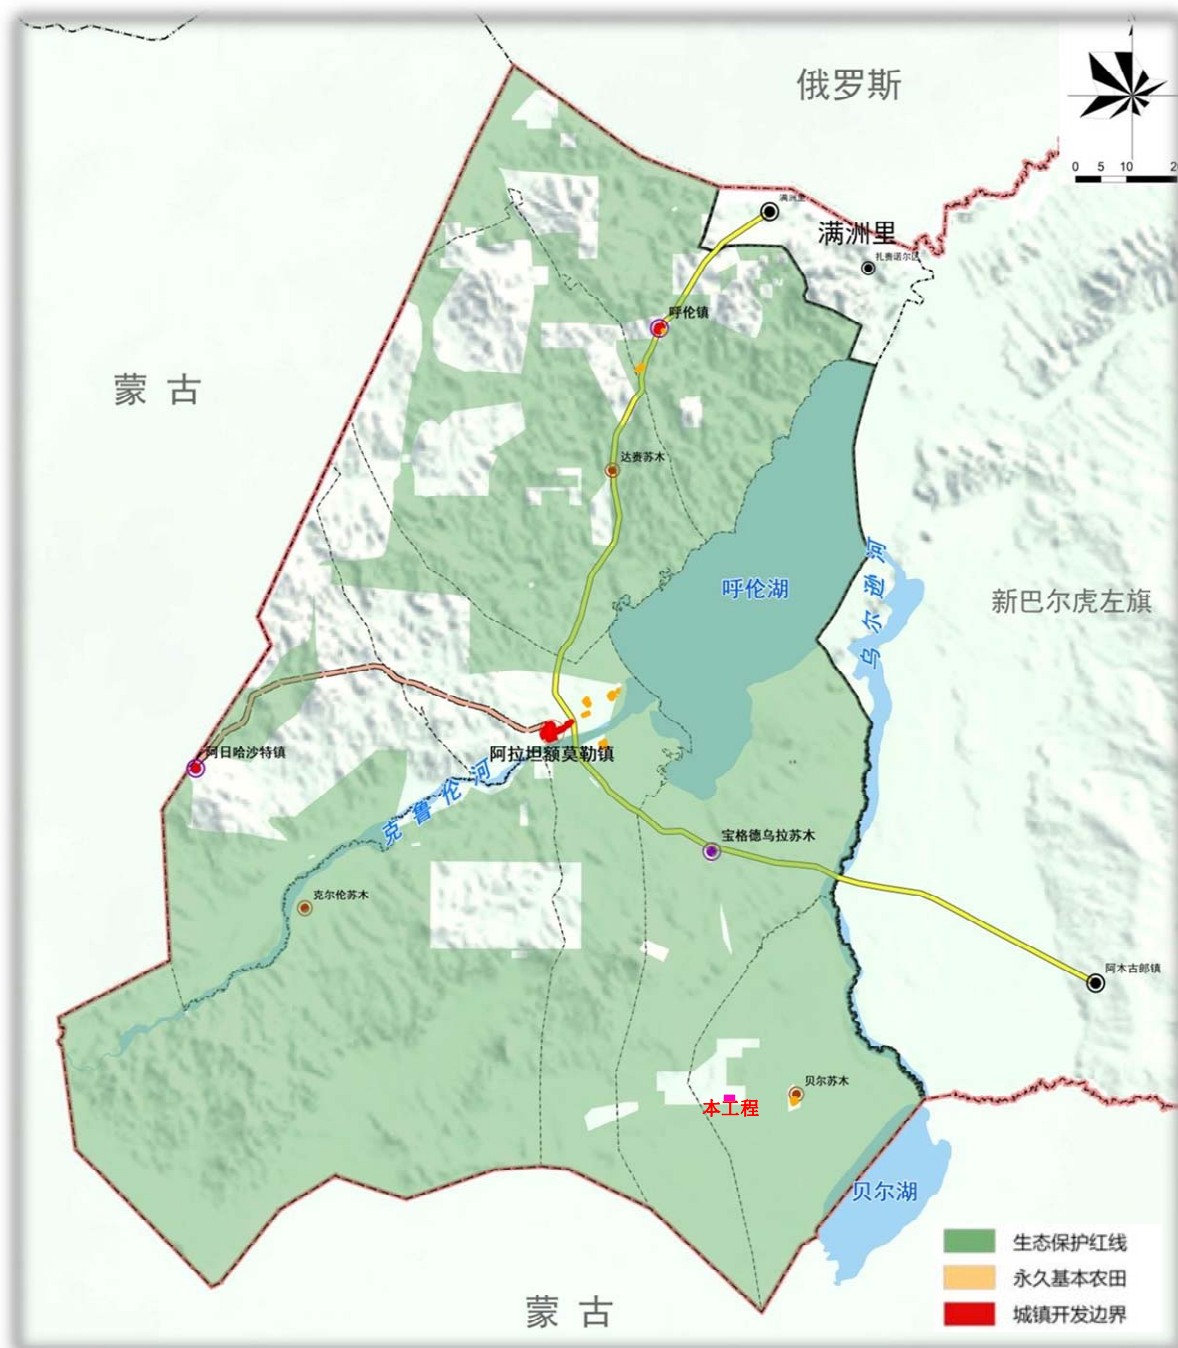 俄罗斯
0 5 10
满洲里
满洲里
扎赉诺尔区
呼伦镇
蒙 古
达赉苏木
呼伦湖
乌尔逊河
新巴尔虎左旗
阿日哈沙特镇
阿拉坦额莫勒镇
克鲁伦河
宝格德乌拉苏木
克尔伦苏木
阿木古郎镇
贝尔苏木
本工程
贝尔湖
生态保护红线
永久基本农田
城镇开发边界
蒙 古